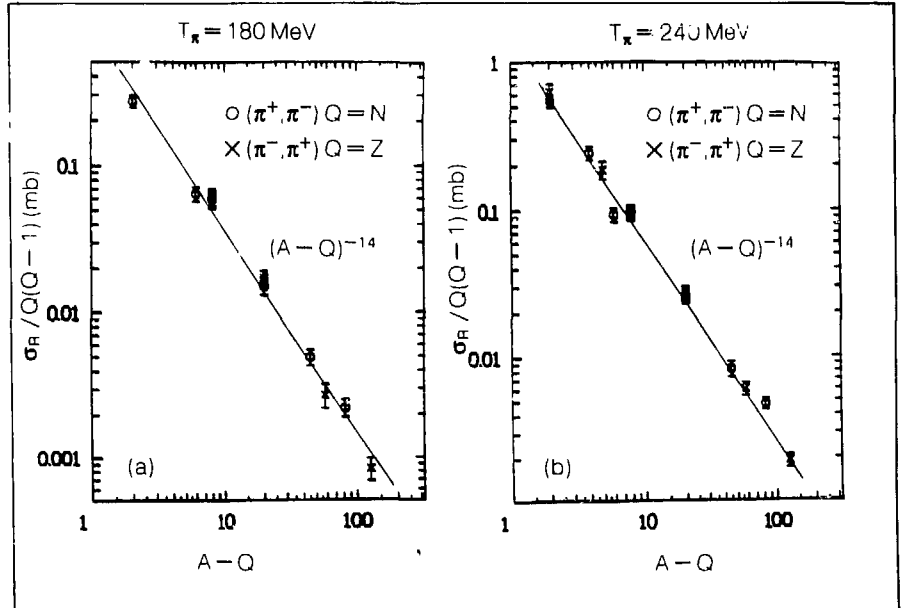 T_π = 180 MeV
σ_R / Q(Q − 1) (mb)
0.1
0.01
0.001
○ (π⁺, π⁻) Q = N
× (π⁻, π⁺) Q = Z
(A − Q)⁻¹⁴
(a)
1
10
100
A − Q
T_π = 240 MeV
σ_R / Q(Q − 1) (mb)
1
0.1
0.01
○ (π⁺, π⁻) Q = N
× (π⁻, π⁺) Q = Z
(A − Q)⁻¹⁴
(b)
1
10
100
A − Q